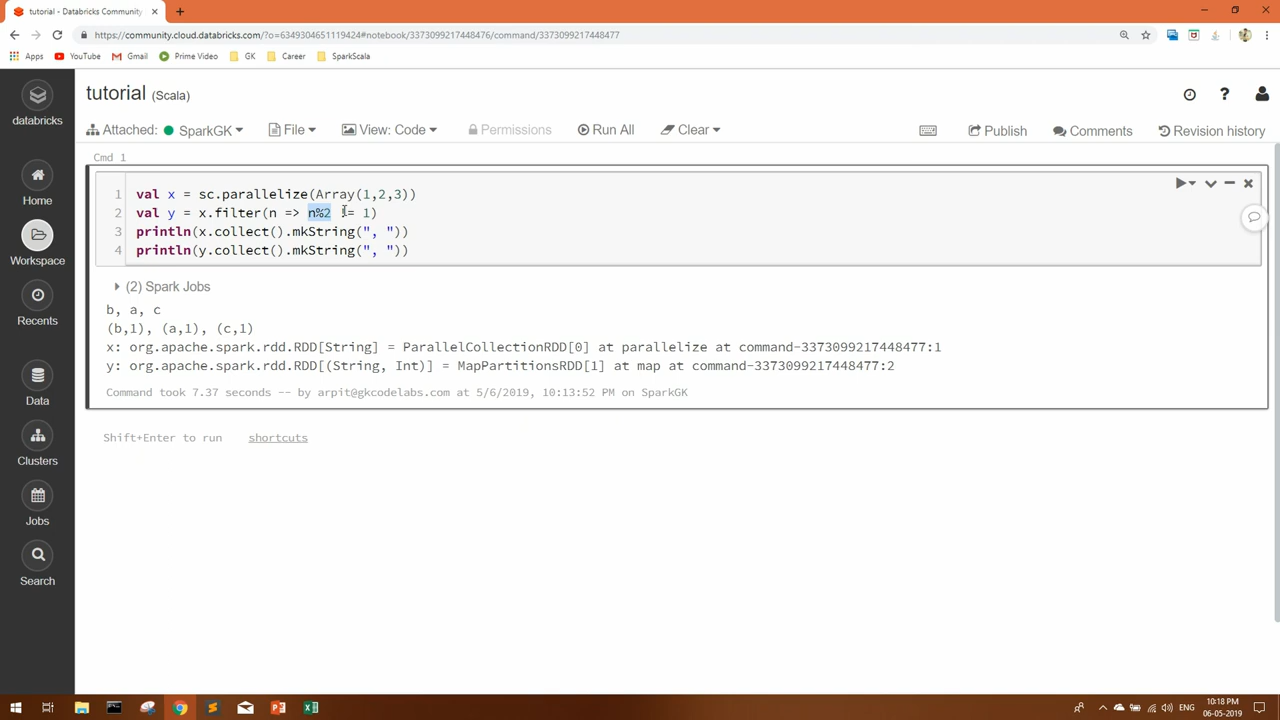 tutorial - Databricks Community
https://community.cloud.databricks.com/?o=6349304651119424#notebook/3373099217448476/command/3373099217448477
Apps YouTube Gmail Prime Video GK Career SparkScala
databricks
Home
Workspace
Recents
Data
Clusters
Jobs
Search
tutorial (Scala)
Attached: SparkGK File View: Code Permissions Run All Clear Publish Comments Revision history
Cmd 1
1 val x = sc.parallelize(Array(1,2,3))
2 val y = x.filter(n => n%2 != 1)
3 println(x.collect().mkString(", "))
4 println(y.collect().mkString(", "))
(2) Spark Jobs
b, a, c
(b,1), (a,1), (c,1)
x: org.apache.spark.rdd.RDD[String] = ParallelCollectionRDD[0] at parallelize at command-3373099217448477:1
y: org.apache.spark.rdd.RDD[(String, Int)] = MapPartitionsRDD[1] at map at command-3373099217448477:2
Command took 7.37 seconds -- by arpit@gkcodelabs.com at 5/6/2019, 10:13:52 PM on SparkGK
Shift+Enter to run shortcuts
ENG
10:18 PM
06-05-2019